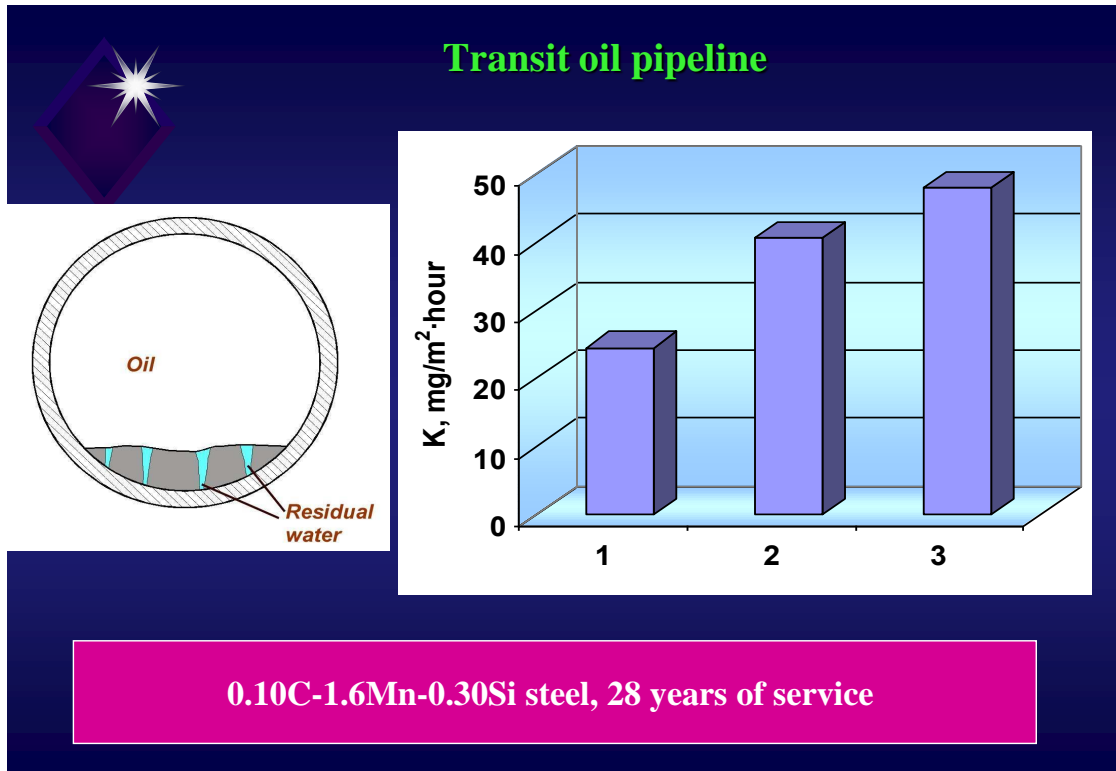 Transit oil pipeline
Oil
Residual
water
K, mg/m²·hour
50
40
30
20
10
0
1 2 3
0.10C-1.6Mn-0.30Si steel, 28 years of service